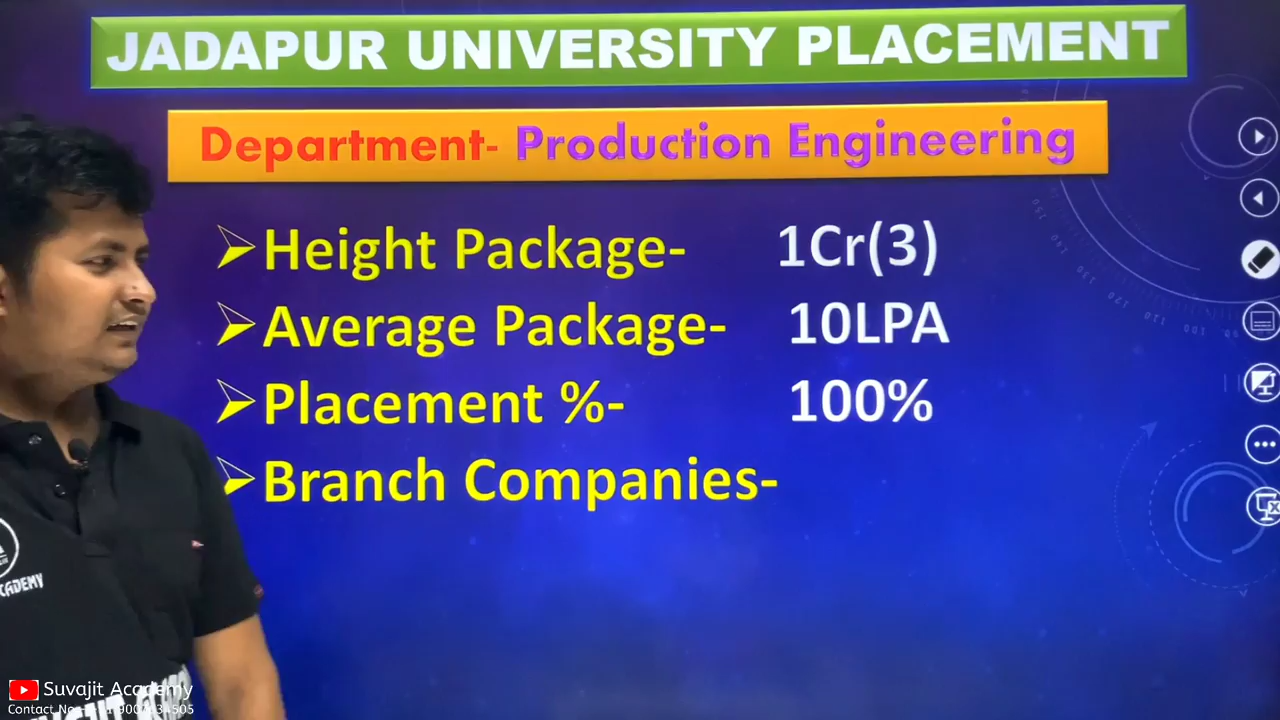 JADAPUR UNIVERSITY PLACEMENT
Department- Production Engineering
Height Package- 1Cr(3)
Average Package- 10LPA
Placement %- 100%
Branch Companies-
CADEMY
Suvajit Academy